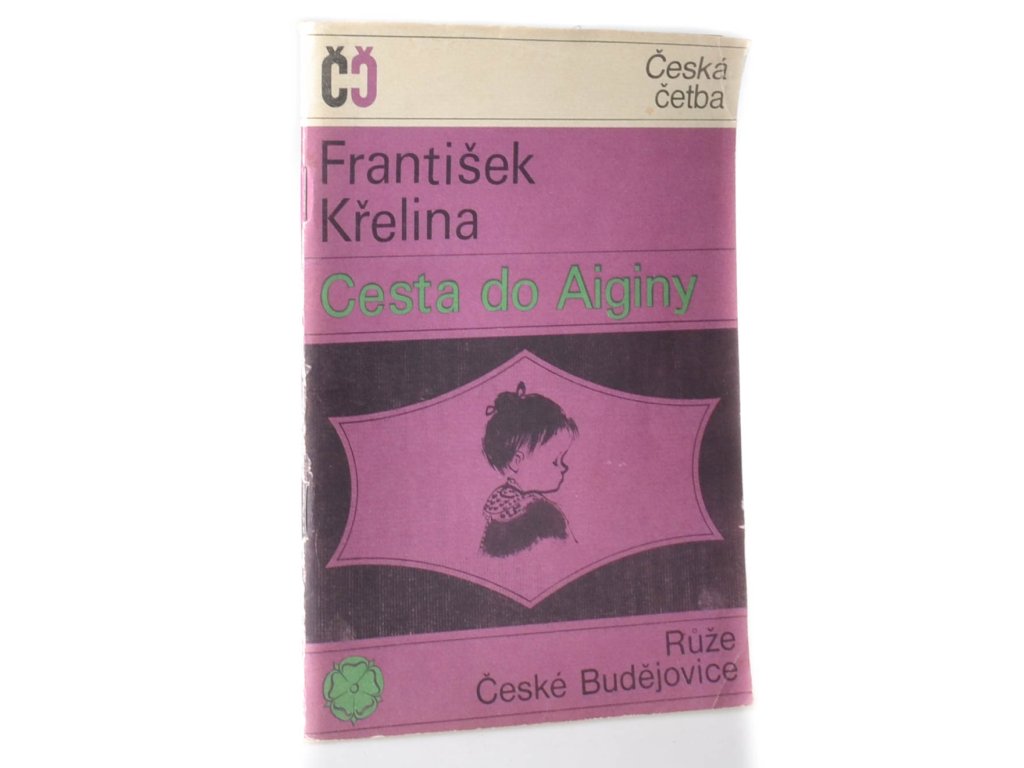 ČČ
Česká
četba
František
Křelina
Cesta do Aiginy
Růže
České Budějovice